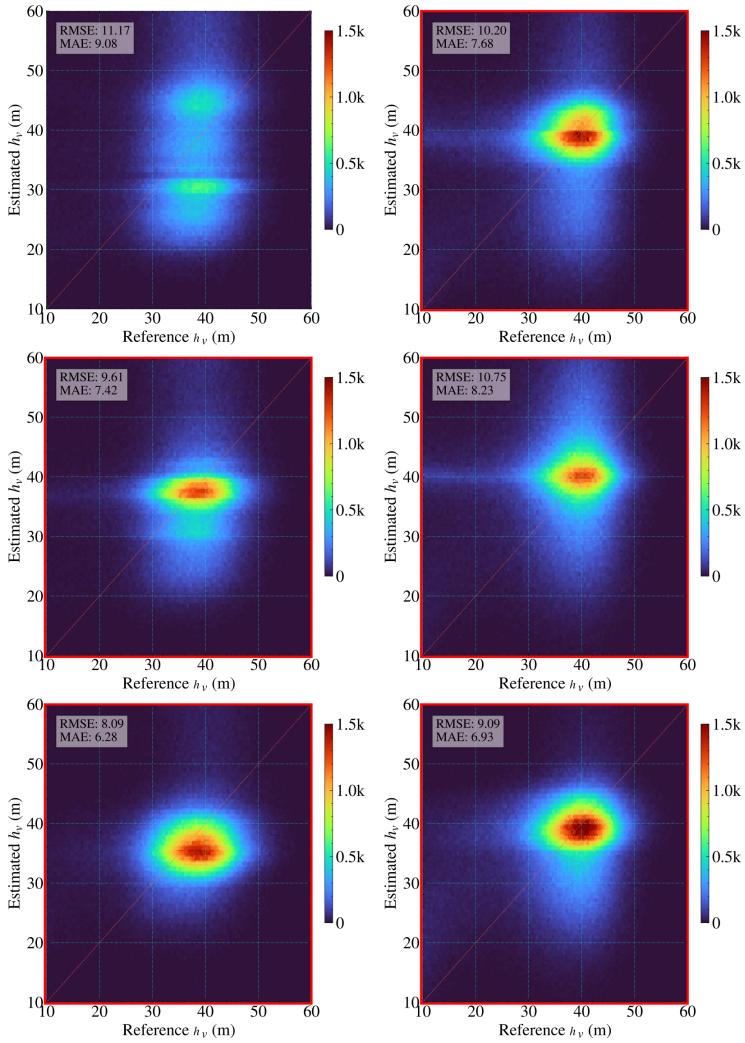 60
50
40
30
20
10
Estimated hᵥ (m)
RMSE: 11.17
MAE: 9.08
10 20 30 40 50 60
Reference hᵥ (m)
1.5k
1.0k
0.5k
0
60
50
40
30
20
10
Estimated hᵥ (m)
RMSE: 10.20
MAE: 7.68
10 20 30 40 50 60
Reference hᵥ (m)
1.5k
1.0k
0.5k
0
60
50
40
30
20
10
Estimated hᵥ (m)
RMSE: 9.61
MAE: 7.42
10 20 30 40 50 60
Reference hᵥ (m)
1.5k
1.0k
0.5k
0
60
50
40
30
20
10
Estimated hᵥ (m)
RMSE: 10.75
MAE: 8.23
10 20 30 40 50 60
Reference hᵥ (m)
1.5k
1.0k
0.5k
0
60
50
40
30
20
10
Estimated hᵥ (m)
RMSE: 8.09
MAE: 6.28
10 20 30 40 50 60
Reference hᵥ (m)
1.5k
1.0k
0.5k
0
60
50
40
30
20
10
Estimated hᵥ (m)
RMSE: 9.09
MAE: 6.93
10 20 30 40 50 60
Reference hᵥ (m)
1.5k
1.0k
0.5k
0